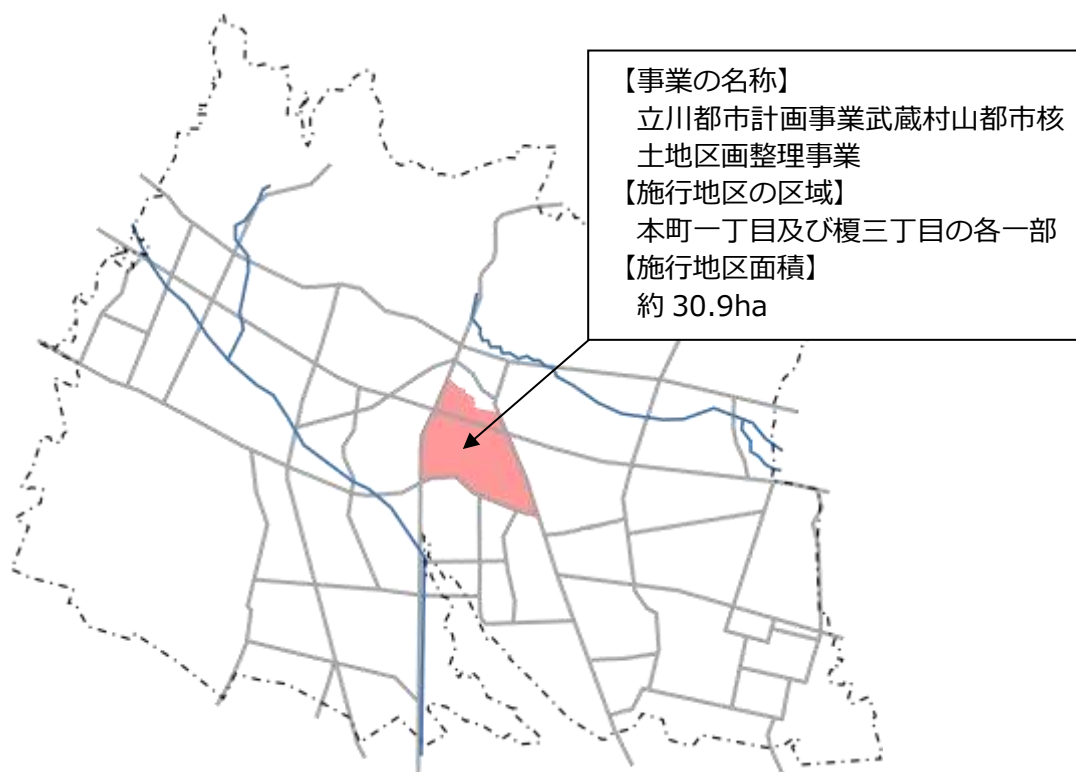 【事業の名称】
立川都市計画事業武蔵村山都市核
土地区画整理事業
【施行地区の区域】
本町一丁目及び榎三丁目の各一部
【施行地区面積】
約 30.9ha